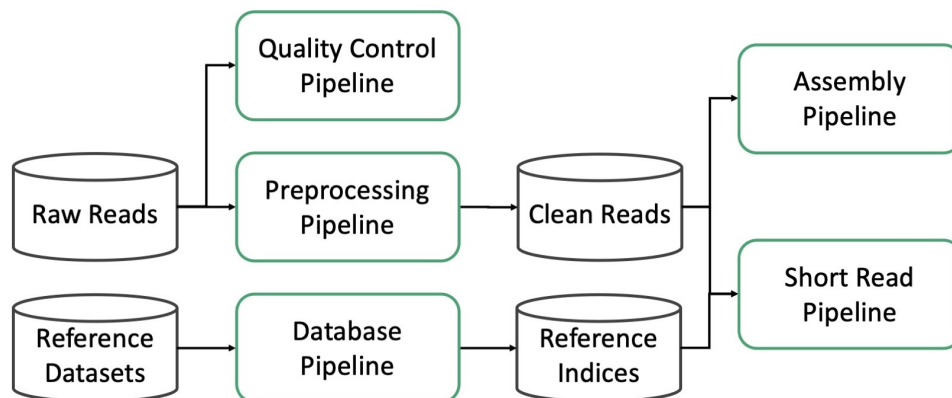 Quality Control
Pipeline
Assembly
Pipeline
Raw Reads
Preprocessing
Pipeline
Clean Reads
Short Read
Pipeline
Reference
Datasets
Database
Pipeline
Reference
Indices